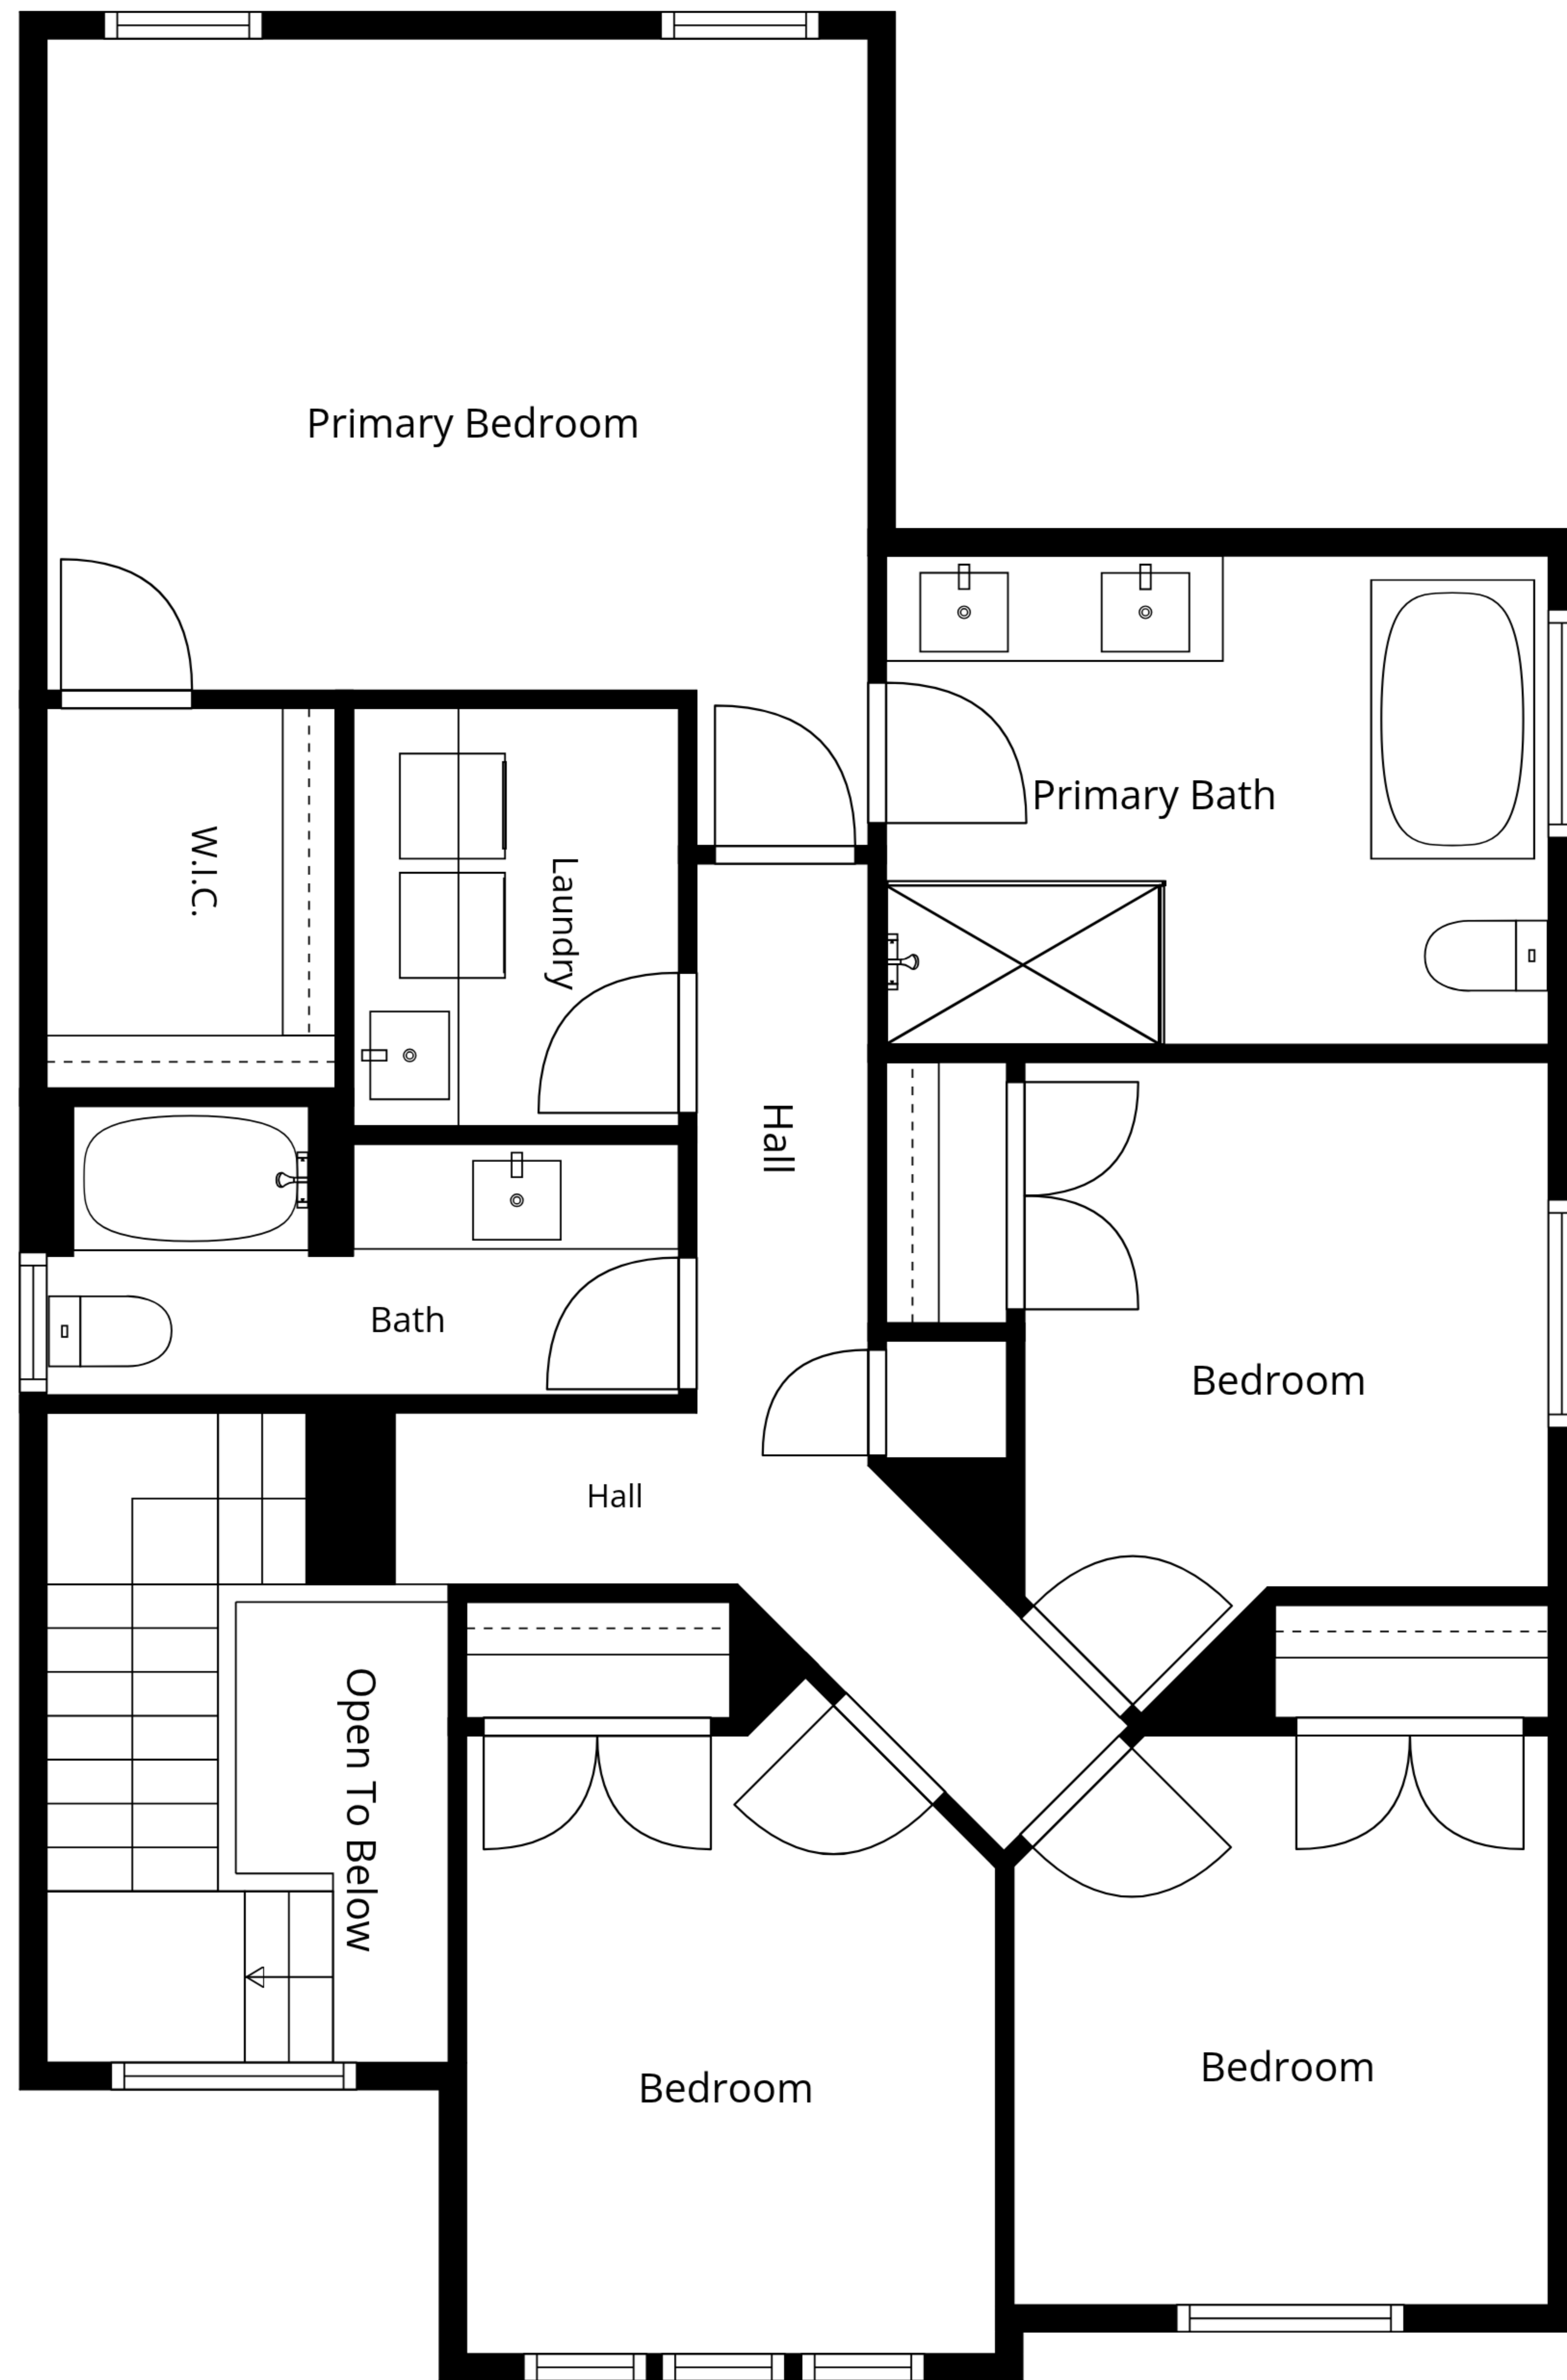 Primary Bedroom
Primary Bath
W.I.C.
Laundry
Hall
Bath
Bedroom
Hall
Open To Below
Bedroom
Bedroom